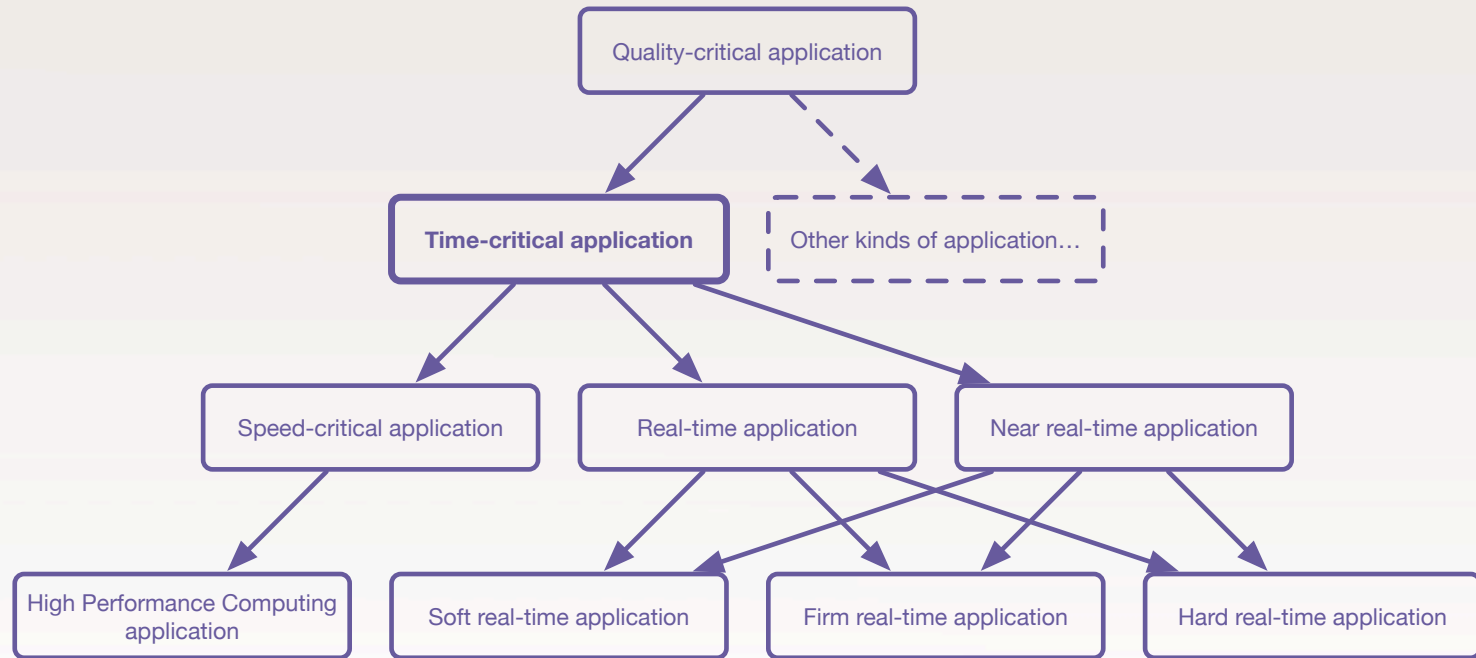 Quality-critical application
Time-critical application
Other kinds of application…
Speed-critical application
Real-time application
Near real-time application
High Performance Computing
application
Soft real-time application
Firm real-time application
Hard real-time application